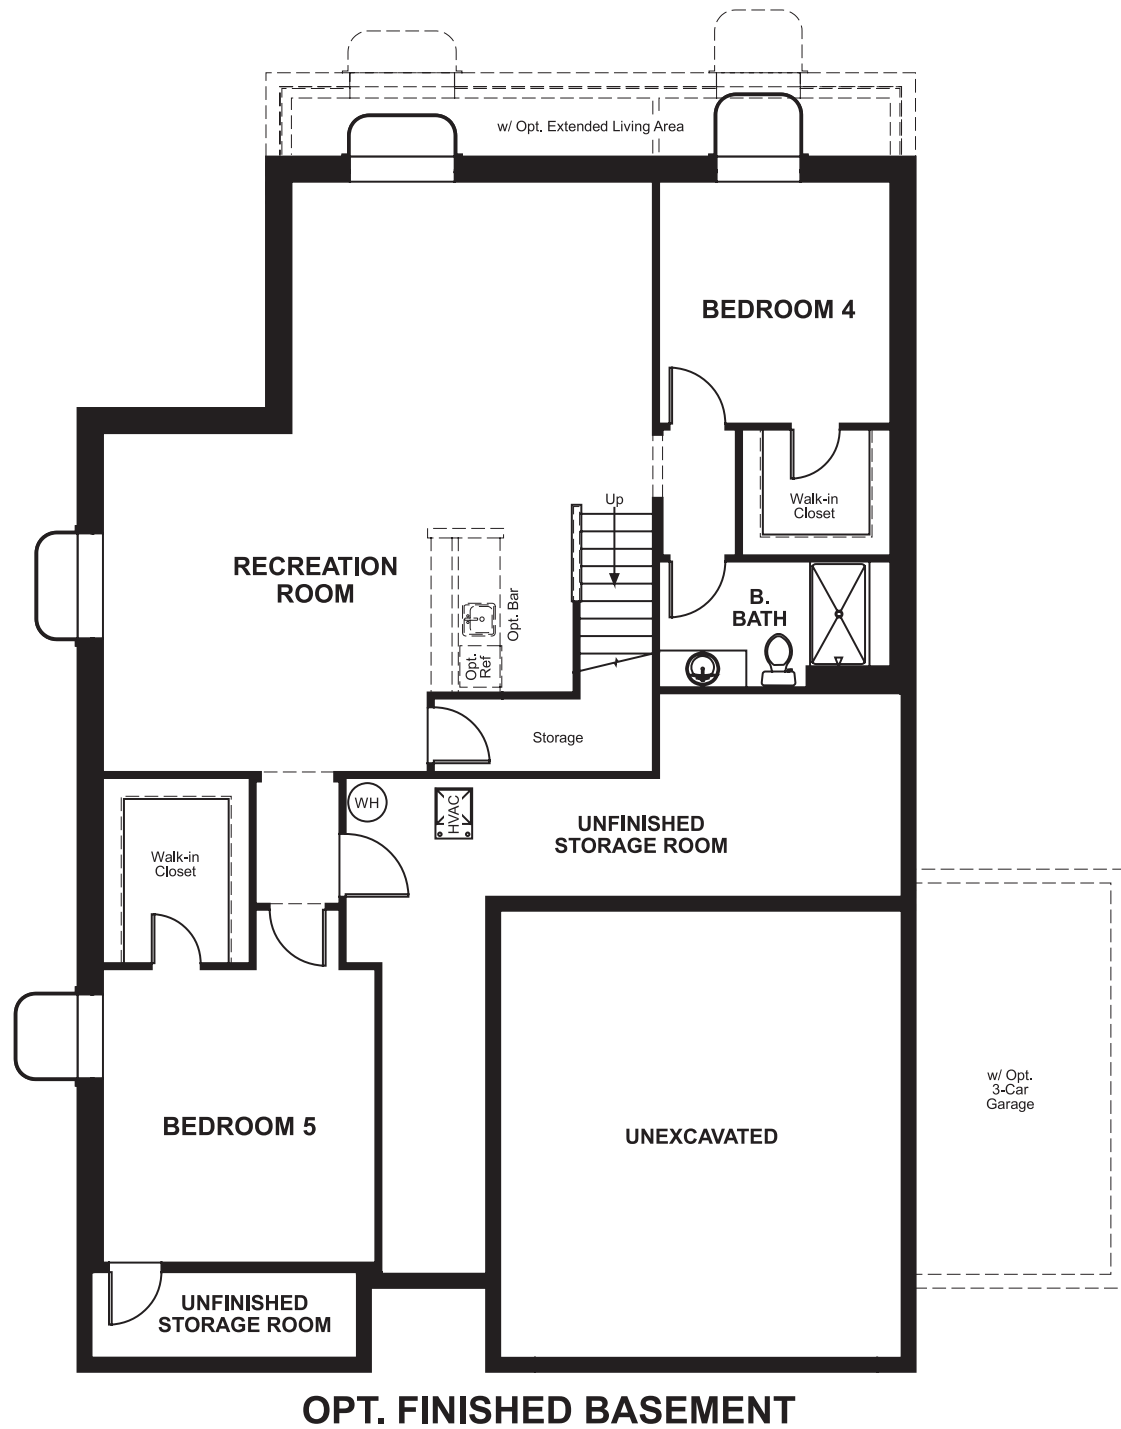 w/ Opt. Extended Living Area
BEDROOM 4
Walk-in
Closet
Up
RECREATION
ROOM
Opt. Bar
Opt.
Ref
B.
BATH
Storage
WH
HVAC
UNFINISHED
STORAGE ROOM
Walk-in
Closet
w/ Opt.
3-Car
Garage
BEDROOM 5
UNEXCAVATED
UNFINISHED
STORAGE ROOM
OPT. FINISHED BASEMENT